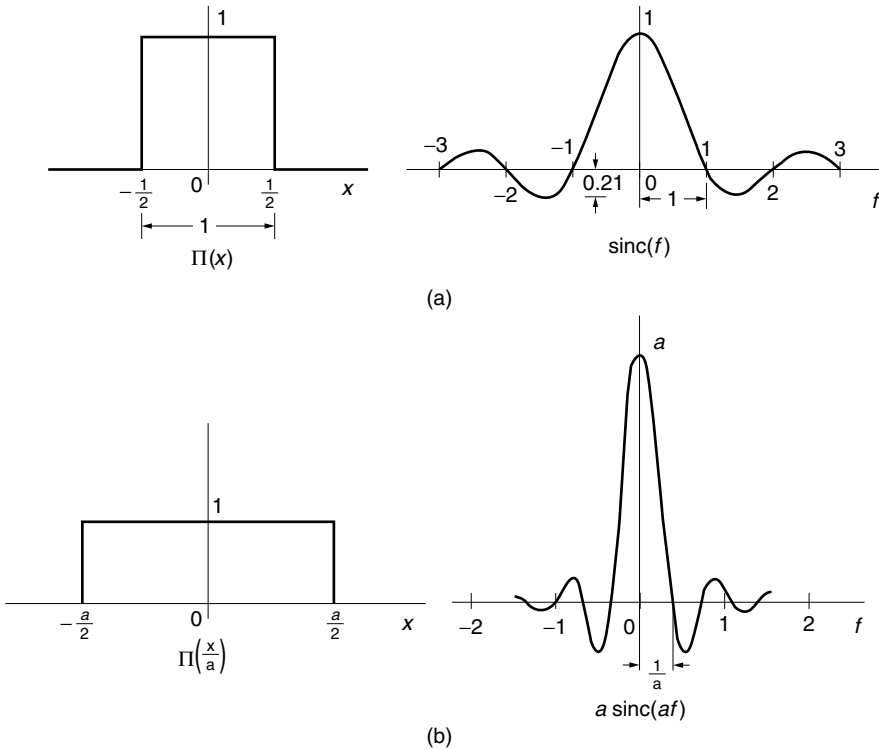 1
1
-3
-1
1
3
-1/2
0
1/2
x
-2
0.21
0
1
2
f
1
Π(x)
sinc(f)
(a)
a
1
-a/2
0
a/2
x
-2
-1
0
1
2
f
Π(x/a)
1/a
a sinc(af)
(b)